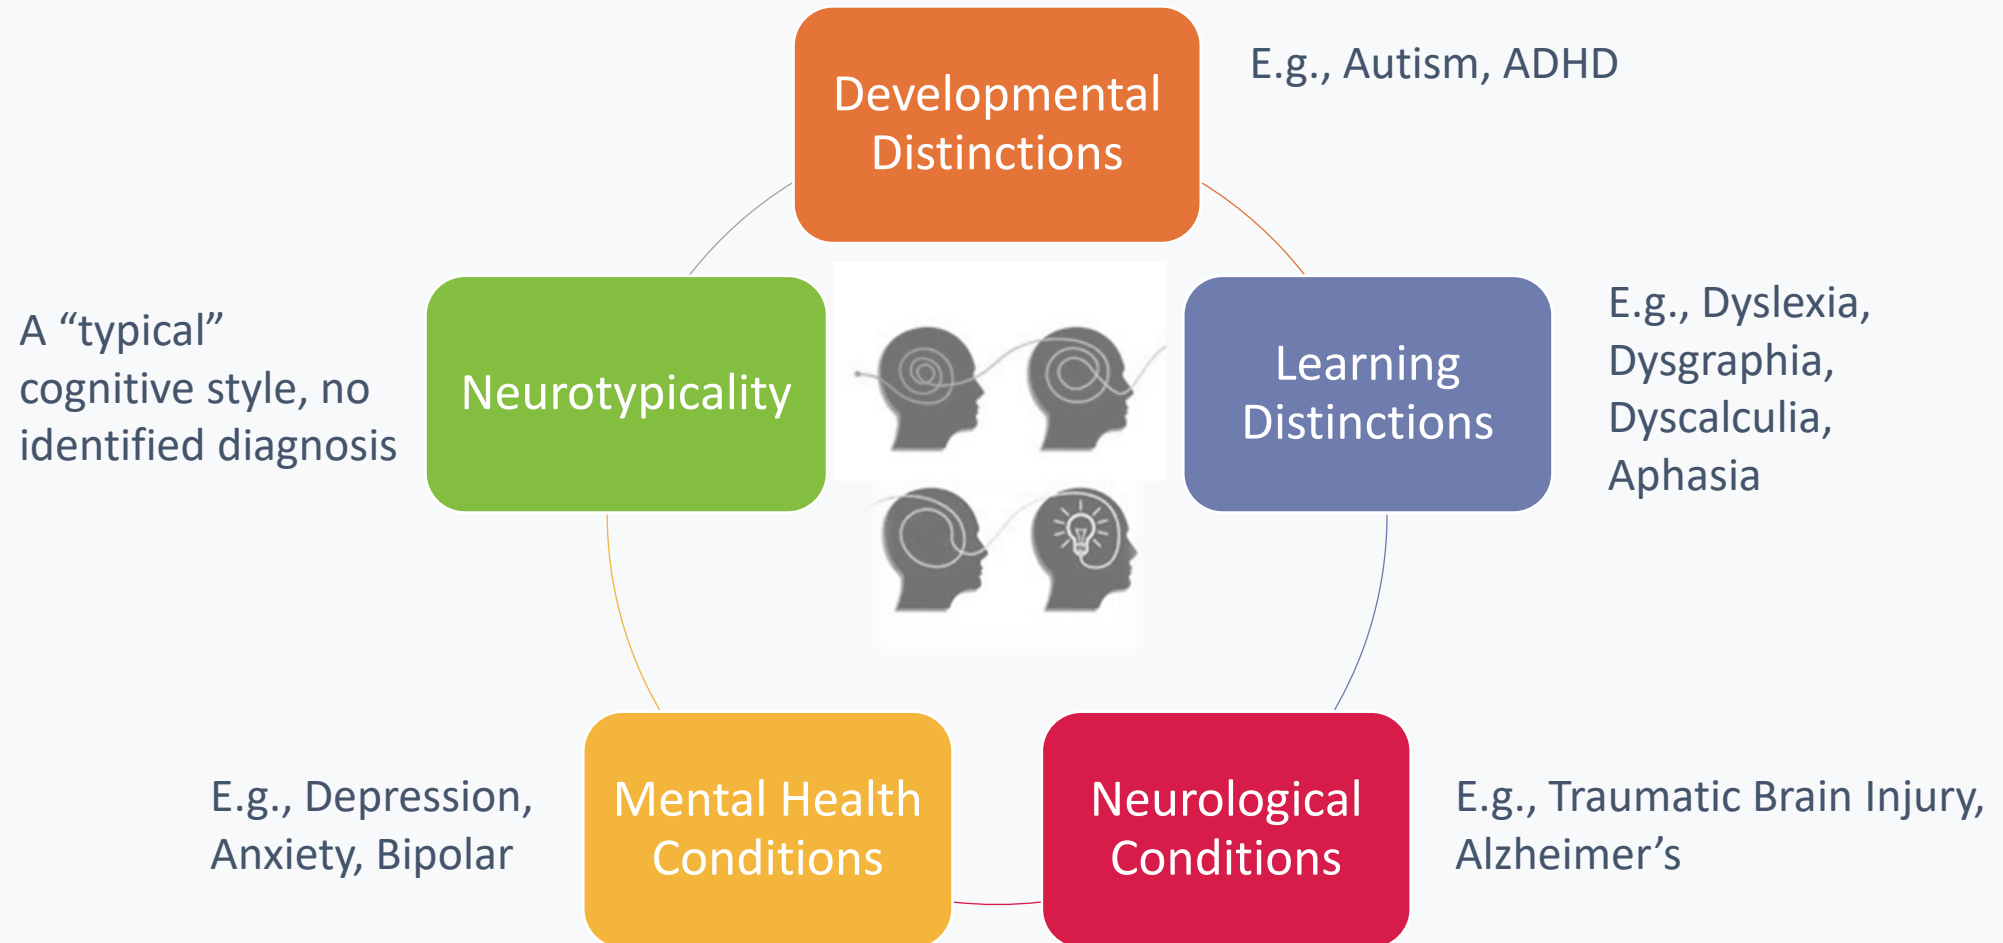 Developmental
Distinctions
E.g., Autism, ADHD
Learning
Distinctions
E.g., Dyslexia,
Dysgraphia,
Dyscalculia,
Aphasia
Neurological
Conditions
E.g., Traumatic Brain Injury,
Alzheimer’s
Mental Health
Conditions
E.g., Depression,
Anxiety, Bipolar
Neurotypicality
A “typical”
cognitive style, no
identified diagnosis